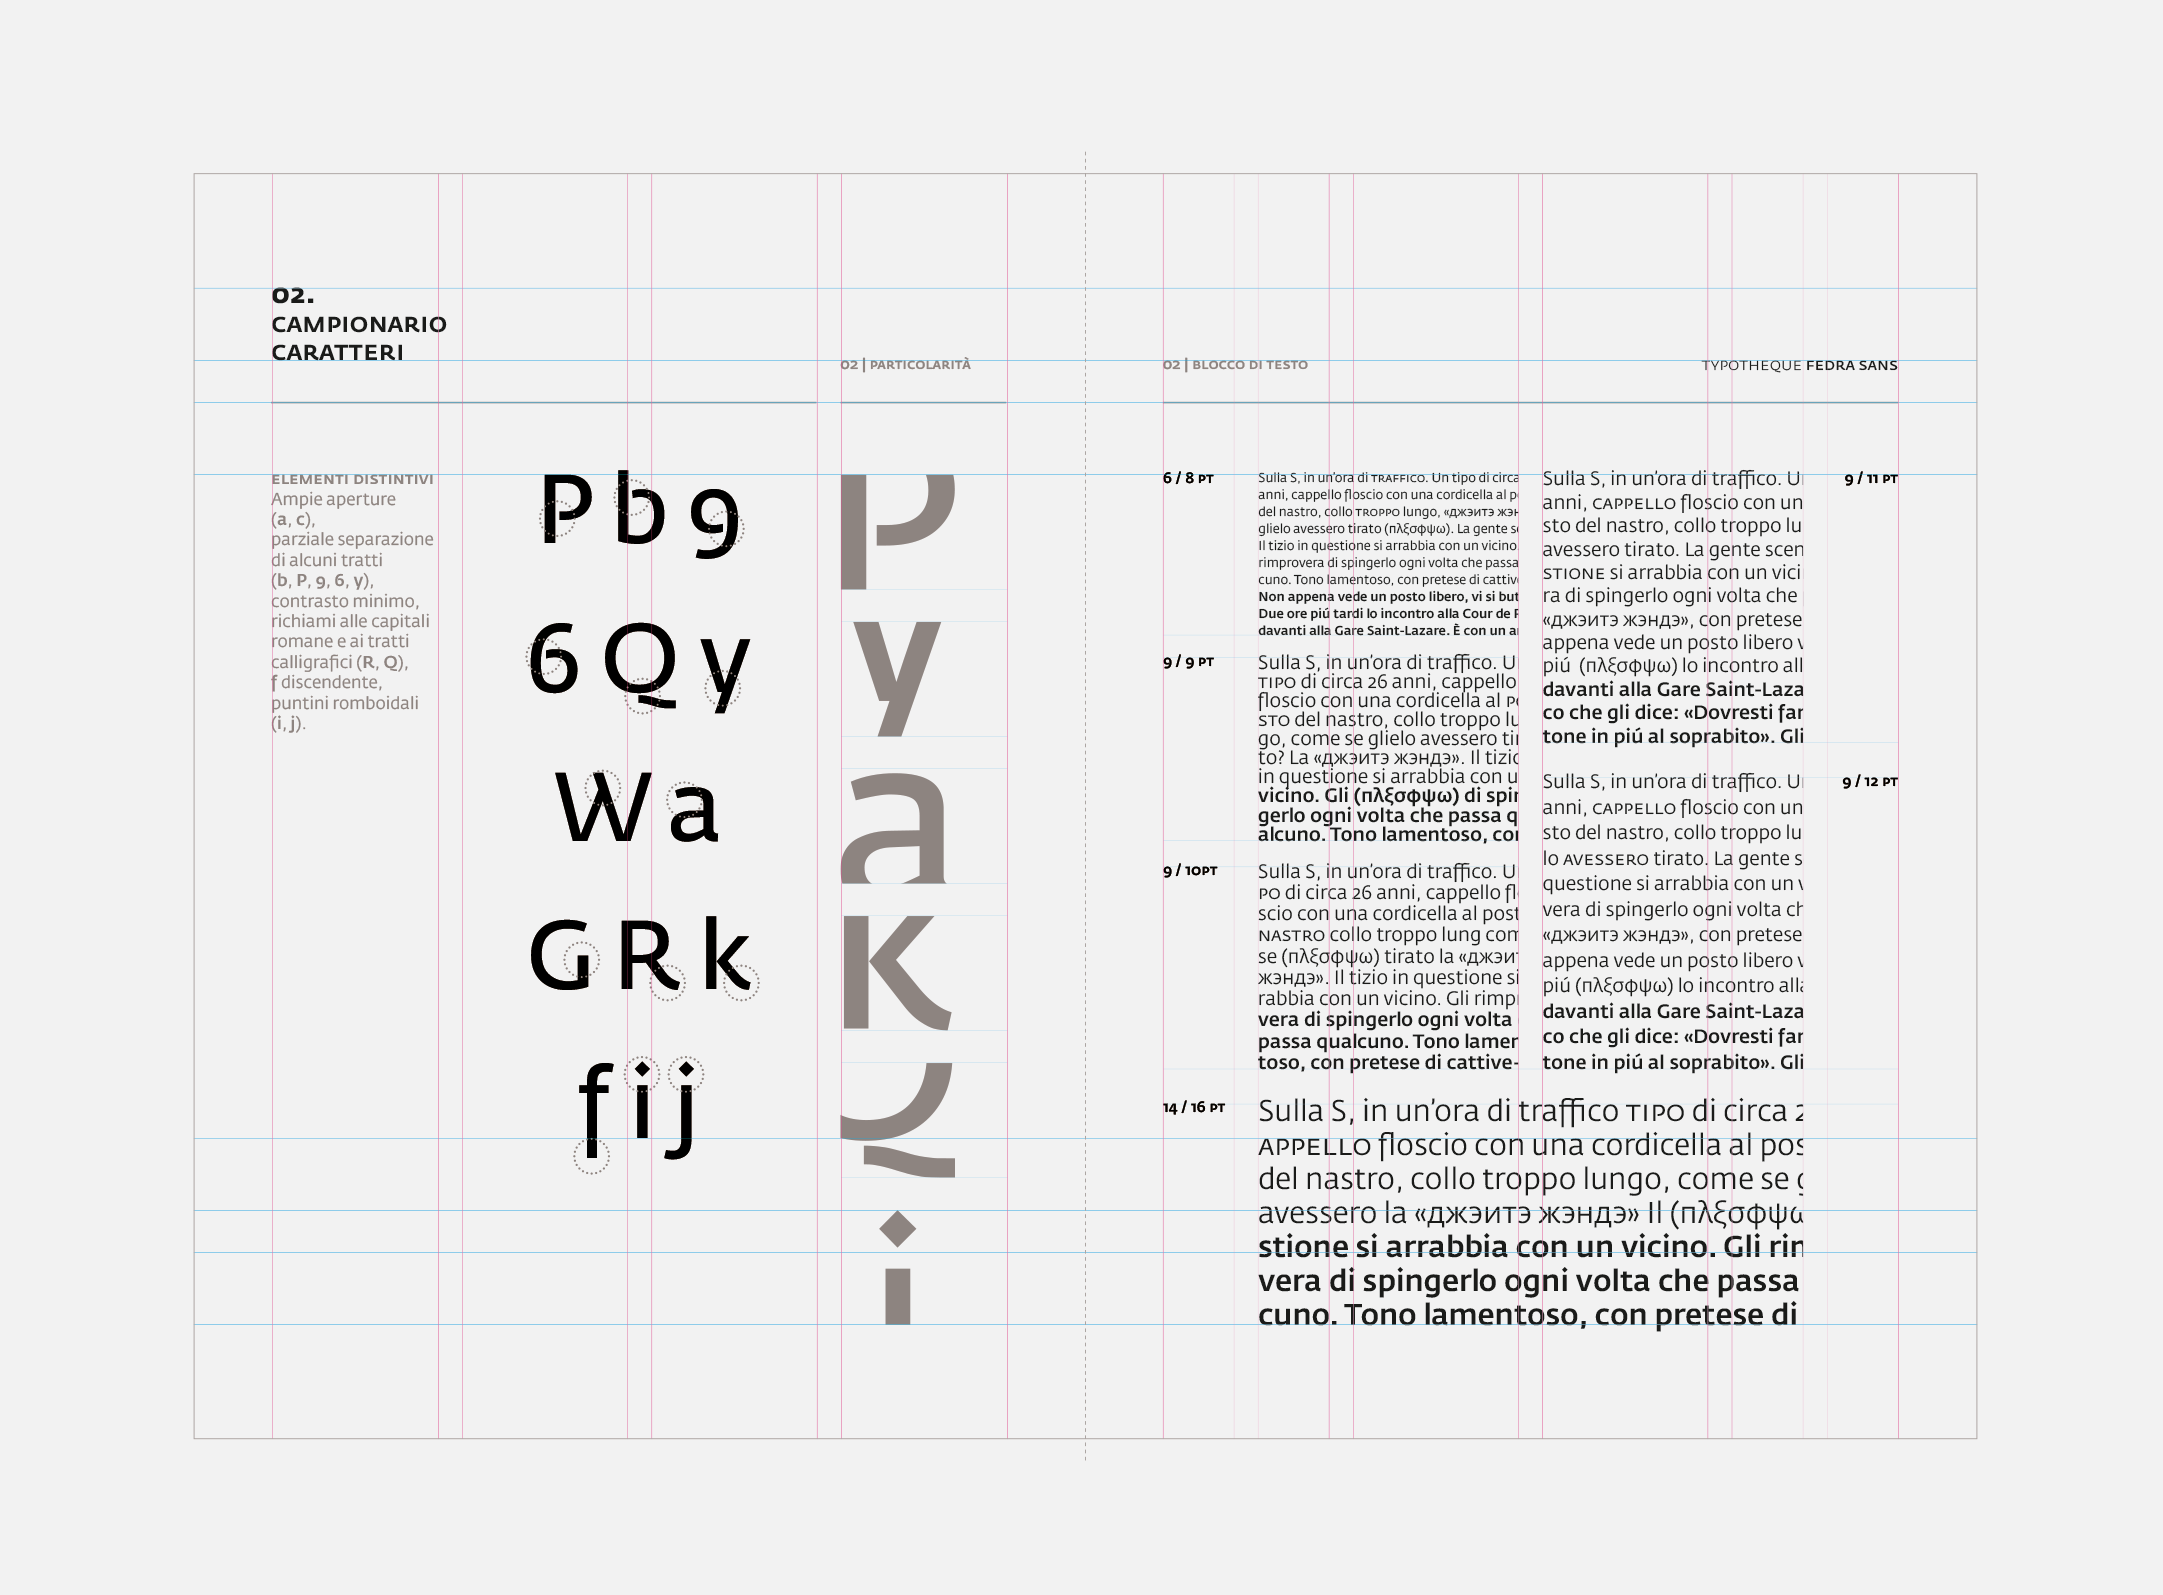 02.
CAMPIONARIO
CARATTERI
02 | PARTICOLARITÀ
02 | BLOCCO DI TESTO
TYPOTHEQUE FEDRA SANS
ELEMENTI DISTINTIVI
Ampie aperture
(a, c),
parziale separazione
di alcuni tratti
(b, P, 9, 6, y),
contrasto minimo,
richiami alle capitali
romane e ai tratti
calligrafici (R, Q),
f discendente,
puntini romboidali
(i, j).
P b 9
6 Q y
W a
G R k
f i j
P
y
a
K
Q
i
6 / 8 PT
Sulla S, in un’ora di TRAFFICO. Un tipo di circa
anni, cappello floscio con una cordicella al
del nastro, collo TROPPO lungo, «джэитэ
glielo avessero tirato (πλξσφψω). La gente
Il tizio in questione si arrabbia con un vicino
rimprovera di spingerlo ogni volta che passa
cuno. Tono lamentoso, con pretese di
Non appena vede un posto libero, vi si
Due ore piú tardi lo incontro alla Cour de
davanti alla Gare Saint-Lazare. È con un
9 / 9 PT
Sulla S, in un’ora di traffico. U
TIPO di circa 26 anni, cappello
floscio con una cordicella al
STO del nastro, collo troppo
go, come se glielo avessero
to? La «джэитэ жэндэ». Il
in questione si arrabbia con u
vicino. Gli (πλξσφψω) di
gerlo ogni volta che passa
alcuno. Tono lamentoso,
9 / 10PT
Sulla S, in un’ora di traffico. U
PO di circa 26 anni, cappello
scio con una cordicella al post
NASTRO collo troppo lung com
se (πλξσφψω) tirato la
жэндэ». Il tizio in questione si
rabbia con un vicino. Gli rimp
vera di spingerlo ogni volta
passa qualcuno. Tono lamen
toso, con pretese di cattive-
9 / 11 PT
Sulla S, in un’ora di traffico. U
anni, CAPPELLO floscio con un
sto del nastro, collo troppo lu
avessero tirato. La gente scen
STIONE si arrabbia con un vici
ra di spingerlo ogni volta che
«джэитэ жэндэ», con pretese
appena vede un posto libero
piú (πλξσφψω) lo incontro all
davanti alla Gare Saint-Laza
co che gli dice: «Dovresti far
tone in piú al soprabito». Gli
9 / 12 PT
Sulla S, in un’ora di traffico. U
anni, CAPPELLO floscio con un
sto del nastro, collo troppo lu
lo AVESSERO tirato. La gente s
questione si arrabbia con un
vera di spingerlo ogni volta ch
«джэитэ жэндэ», con pretese
appena vede un posto libero
piú (πλξσφψω) lo incontro alla
davanti alla Gare Saint-Laza
co che gli dice: «Dovresti far
tone in piú al soprabito». Gli
14 / 16 PT
Sulla S, in un’ora di traffico TIPO di circa 2
APPELLO floscio con una cordicella al pos
del nastro, collo troppo lungo, come se
avessero la «джэитэ жэндэ» Il (πλξσφψω
stione si arrabbia con un vicino. Gli rim
vera di spingerlo ogni volta che passa
cuno. Tono lamentoso, con pretese di